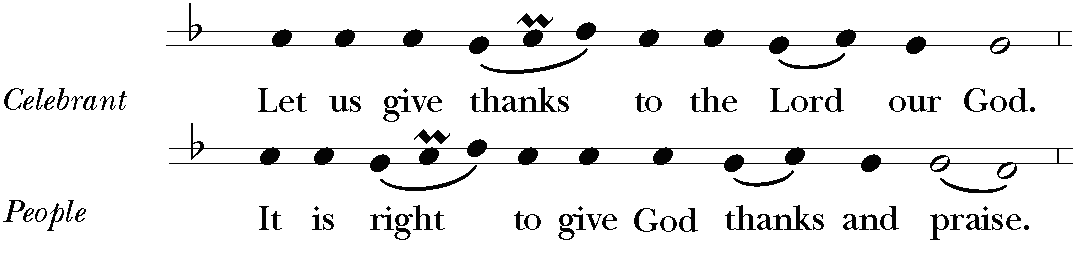 Celebrant Let us give thanks to the Lord our God.
People It is right to give God thanks and praise.